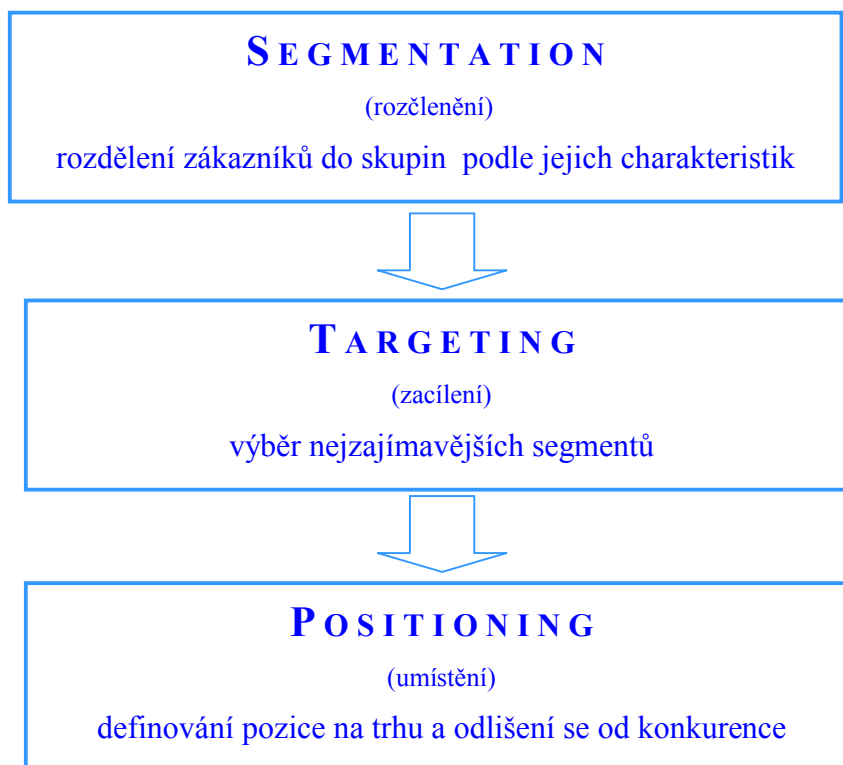 SEGMENTATION
(rozčlenění)
rozdělení zákazníků do skupin podle jejich charakteristik
TARGETING
(zacílení)
výběr nejzajímavějších segmentů
POSITIONING
(umístění)
definování pozice na trhu a odlišení se od konkurence